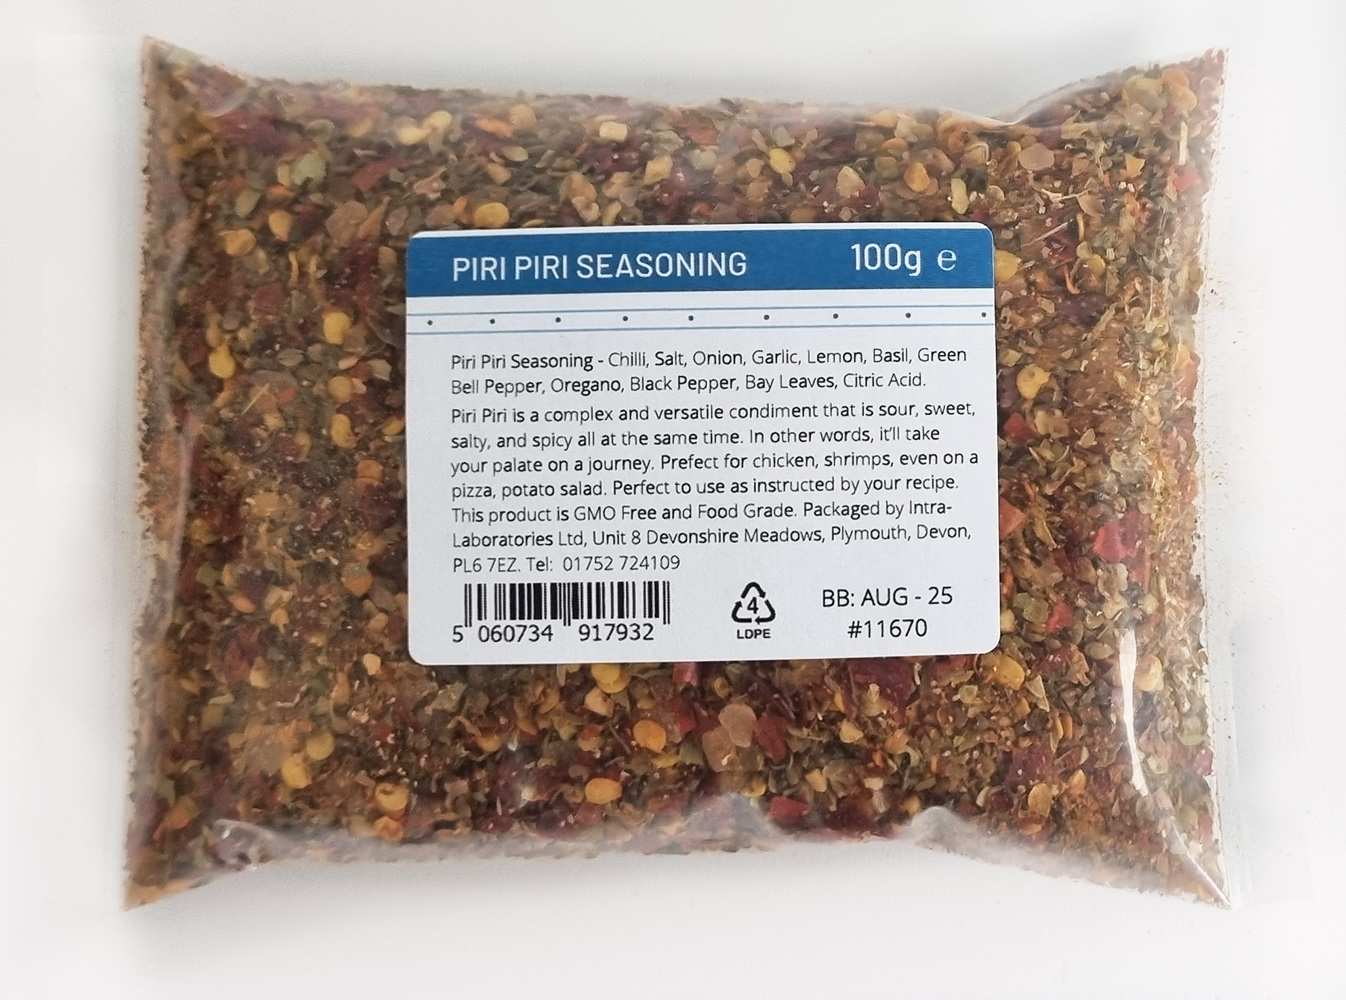 PIRI PIRI SEASONING 100g ℮
Piri Piri Seasoning - Chilli, Salt, Onion, Garlic, Lemon, Basil, Green
Bell Pepper, Oregano, Black Pepper, Bay Leaves, Citric Acid.
Piri Piri is a complex and versatile condiment that is sour, sweet,
salty, and spicy all at the same time. In other words, it'll take
your palate on a journey. Prefect for chicken, shrimps, even on a
pizza, potato salad. Perfect to use as instructed by your recipe.
This product is GMO Free and Food Grade. Packaged by Intra-
Laboratories Ltd, Unit 8 Devonshire Meadows, Plymouth, Devon,
PL6 7EZ. Tel: 01752 724109
5 060734 917932
4
LDPE
BB: AUG - 25
#11670